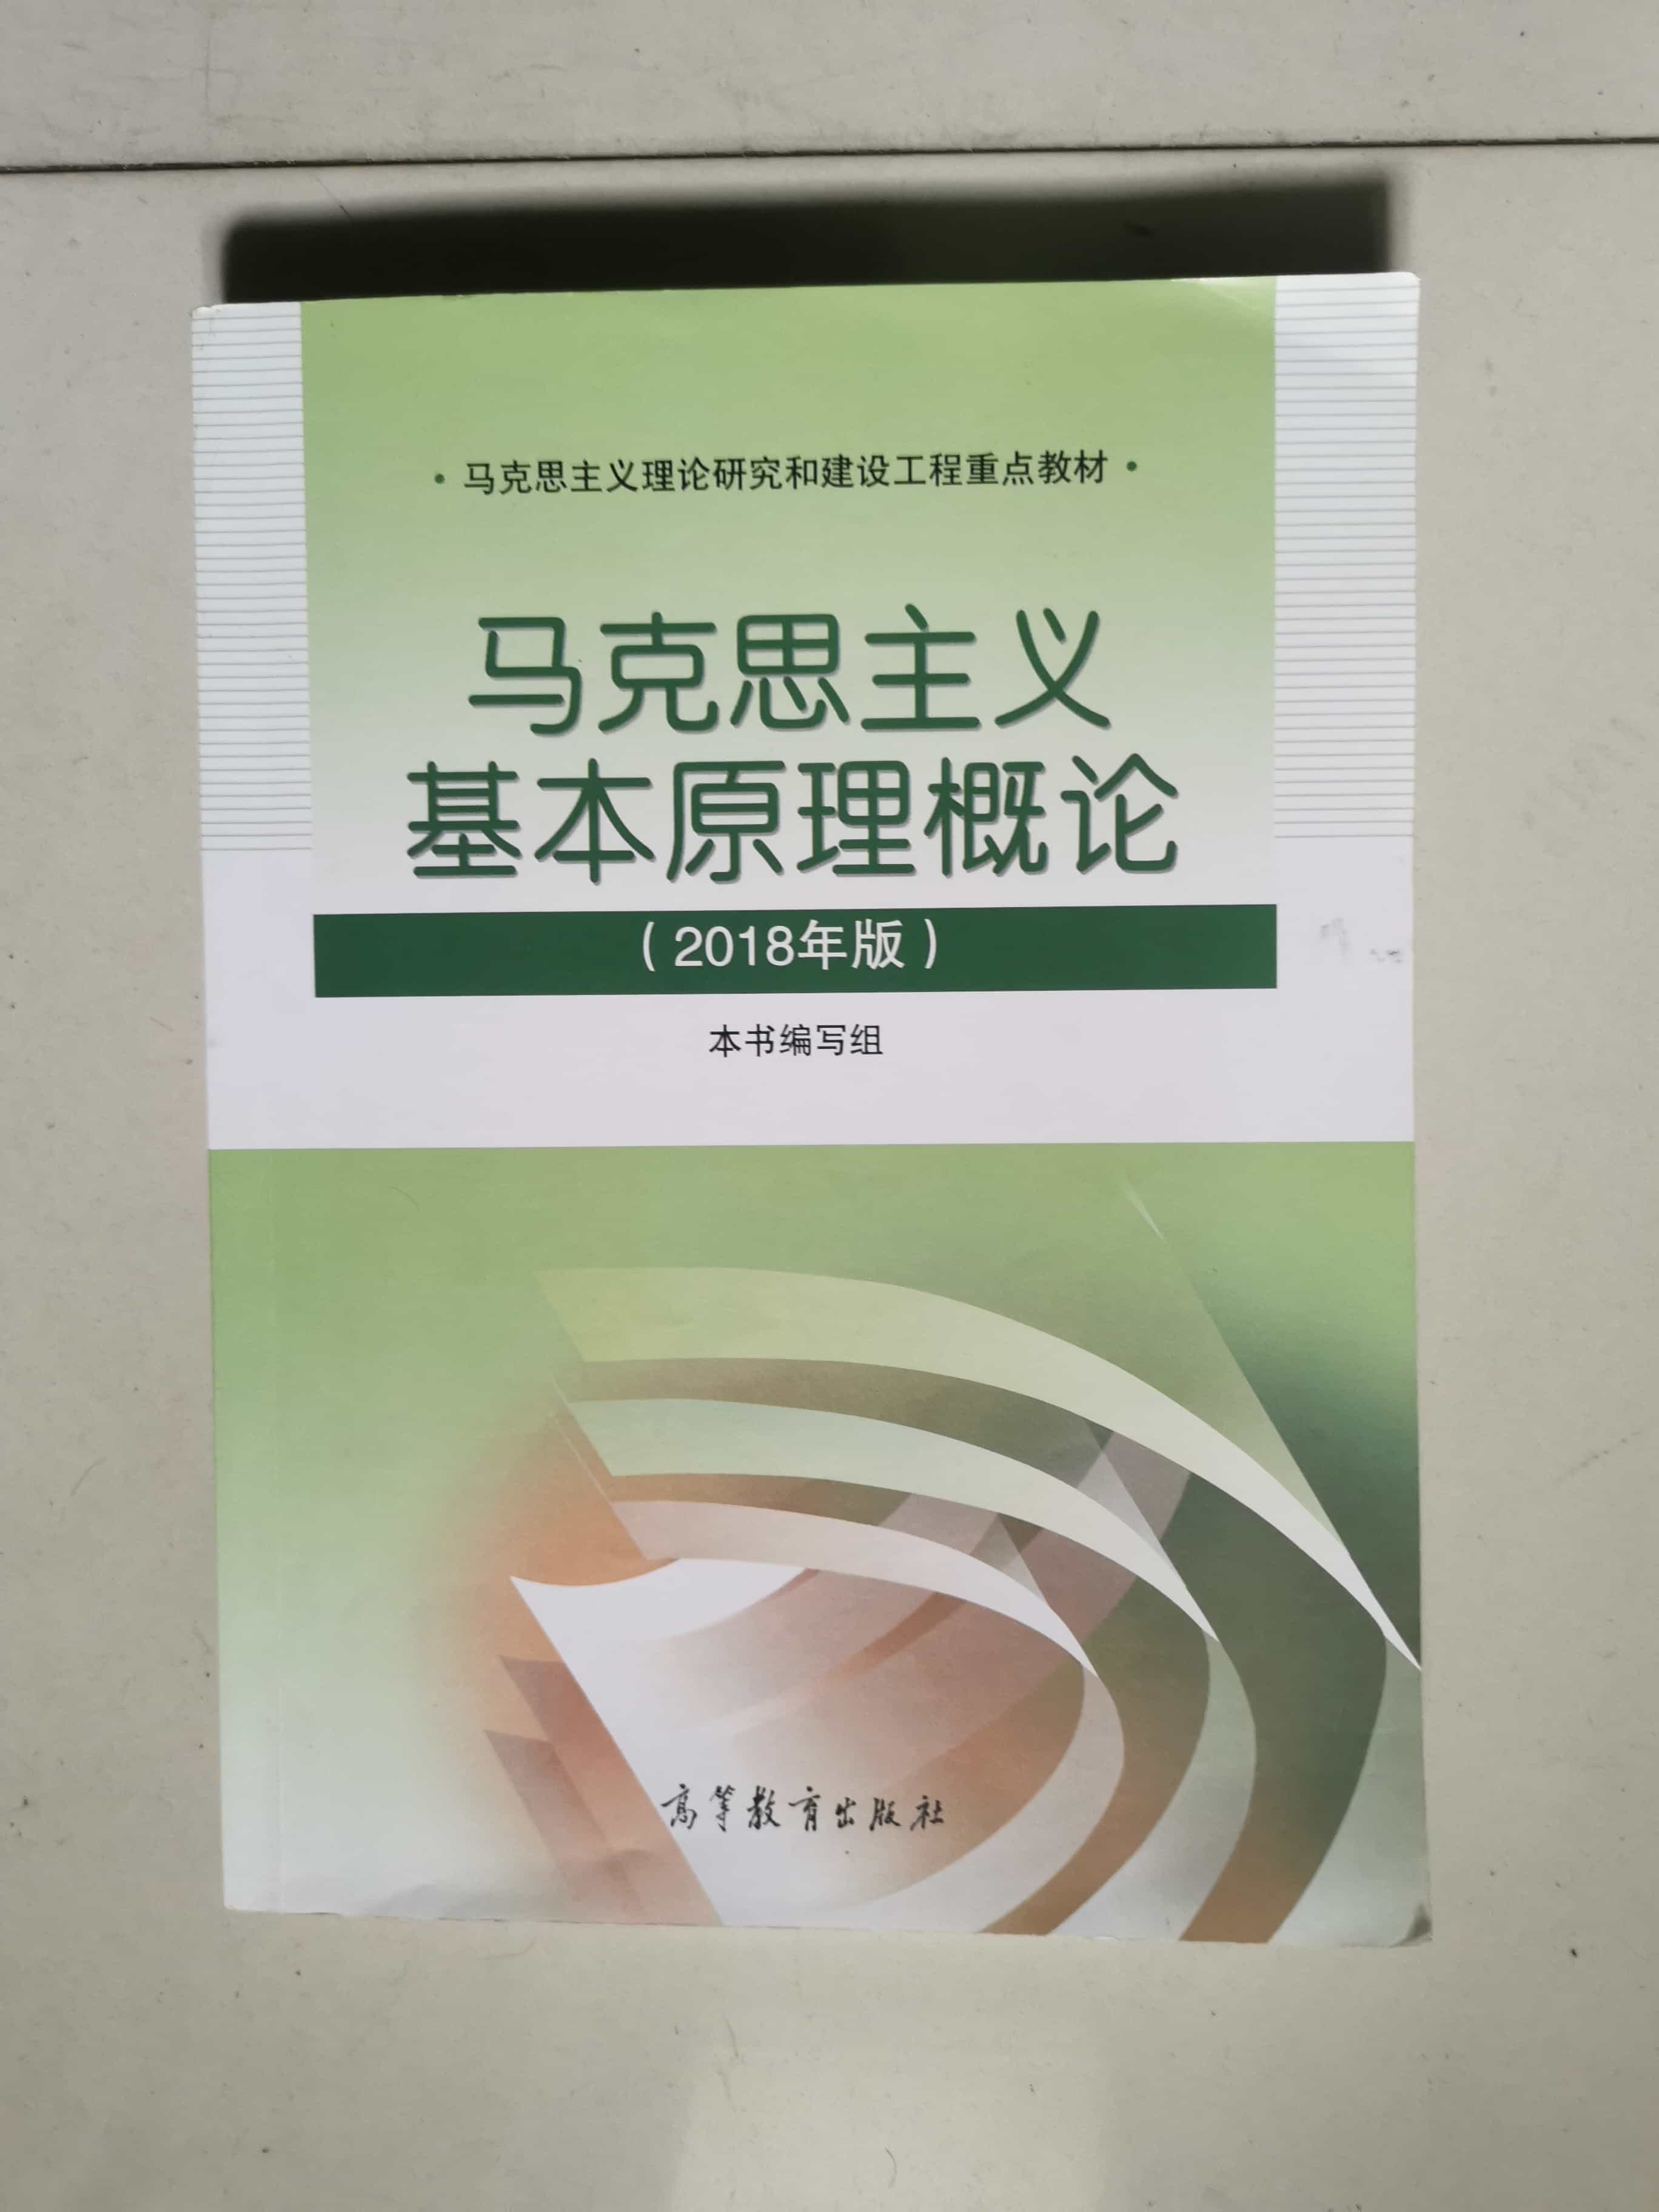 ·马克思主义理论研究和建设工程重点教材·
马克思主义
基本原理概论
（2018年版）
本书编写组
高等教育出版社